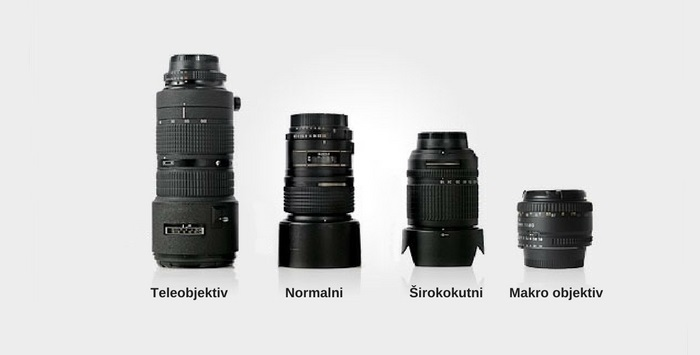 Teleobjektiv
Normalni
Širokokutni
Makro objektiv